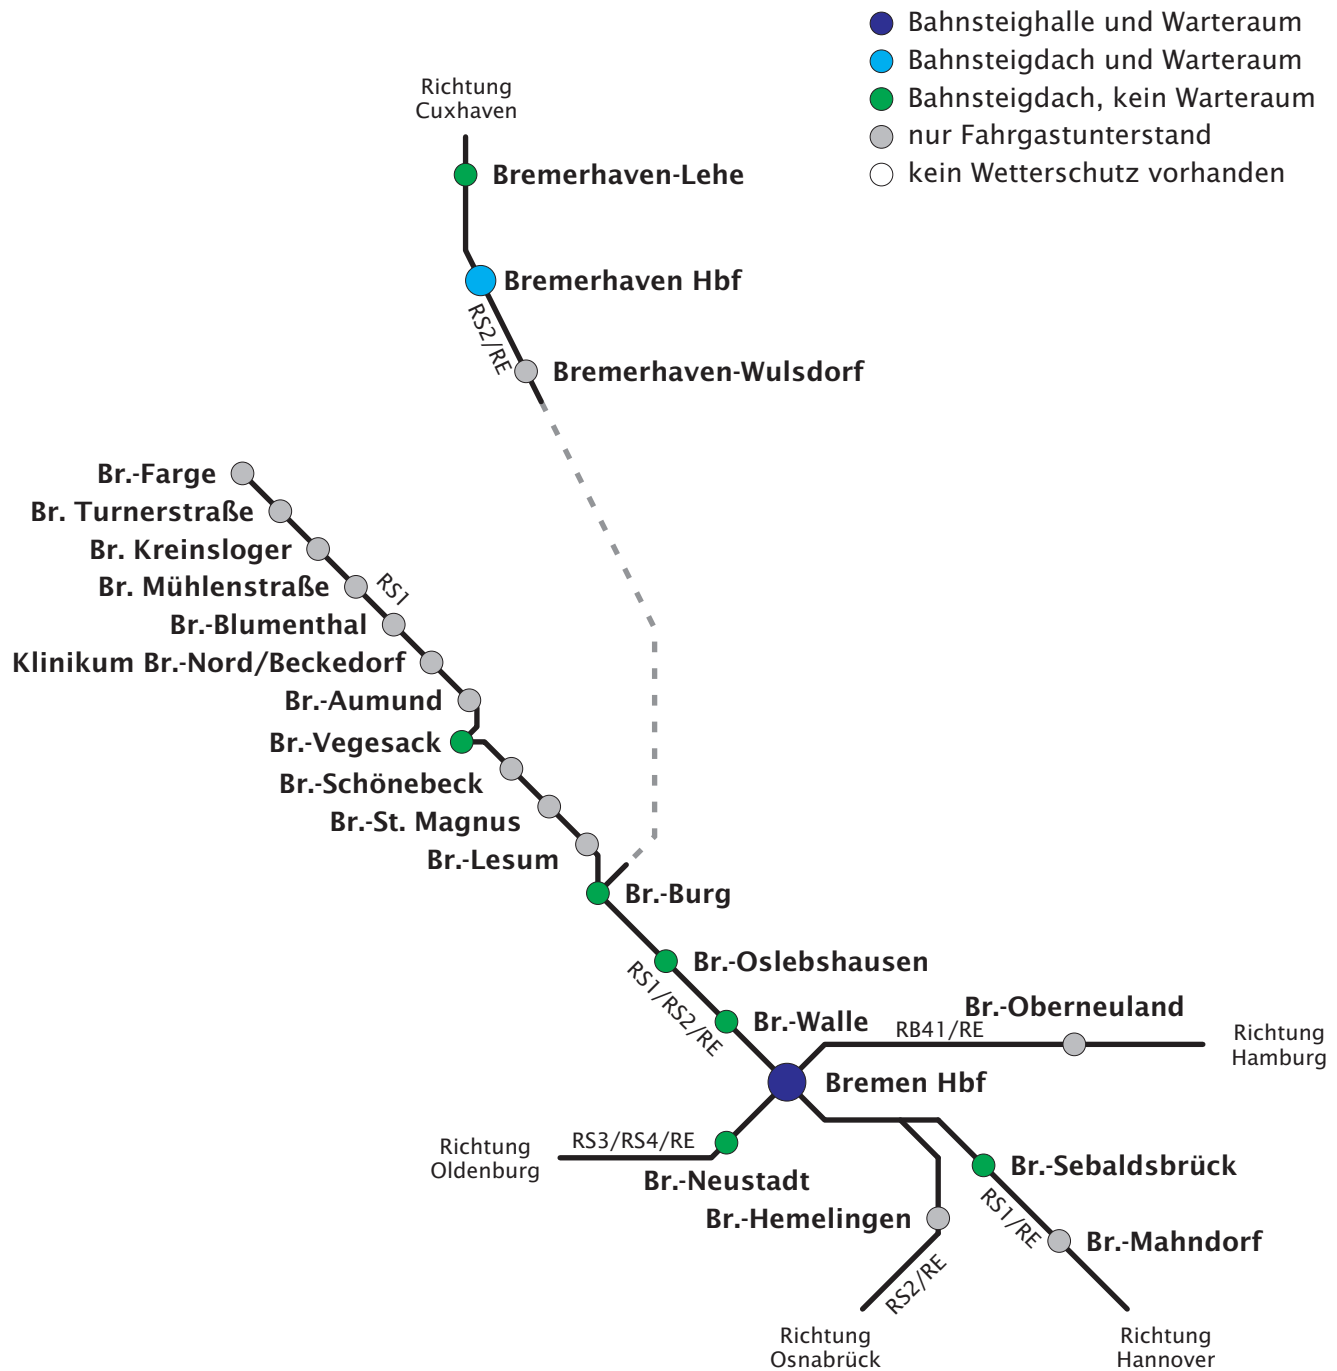 Bahnsteighalle und Warteraum
Bahnsteigdach und Warteraum
Bahnsteigdach, kein Warteraum
nur Fahrgastunterstand
kein Wetterschutz vorhanden
Richtung
Cuxhaven
Bremerhaven-Lehe
Bremerhaven Hbf
RS2/RE
Bremerhaven-Wulsdorf
Br.-Farge
Br. Turnerstraße
Br. Kreinsloger
Br. Mühlenstraße
RS1
Br.-Blumenthal
Klinikum Br.-Nord/Beckedorf
Br.-Aumund
Br.-Vegesack
Br.-Schönebeck
Br.-St. Magnus
Br.-Lesum
Br.-Burg
Br.-Oslebshausen
RS1/RS2/RE
Br.-Walle
Br.-Oberneuland
RB41/RE
Richtung
Hamburg
Bremen Hbf
RS3/RS4/RE
Richtung
Oldenburg
Br.-Neustadt
Br.-Sebaldsbrück
Br.-Hemelingen
RS1/RE
Br.-Mahndorf
RS2/RE
Richtung
Osnabrück
Richtung
Hannover